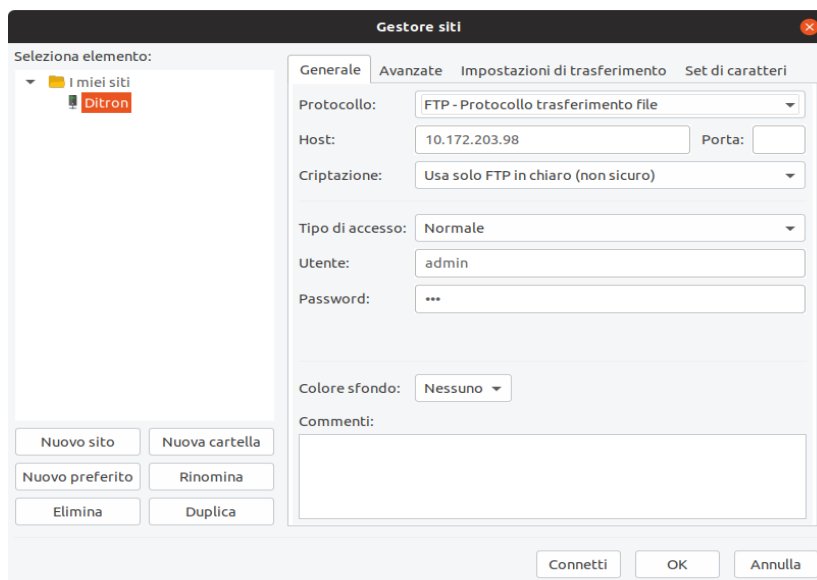 Gestore siti
Seleziona elemento:
I miei siti
Ditron
Nuovo sito
Nuova cartella
Nuovo preferito
Rinomina
Elimina
Duplica
Generale Avanzate Impostazioni di trasferimento Set di caratteri
Protocollo: FTP - Protocollo trasferimento file
Host: 10.172.203.98 Porta:
Criptazione: Usa solo FTP in chiaro (non sicuro)
Tipo di accesso: Normale
Utente: admin
Password: •••
Colore sfondo: Nessuno
Commenti:
Connetti OK Annulla